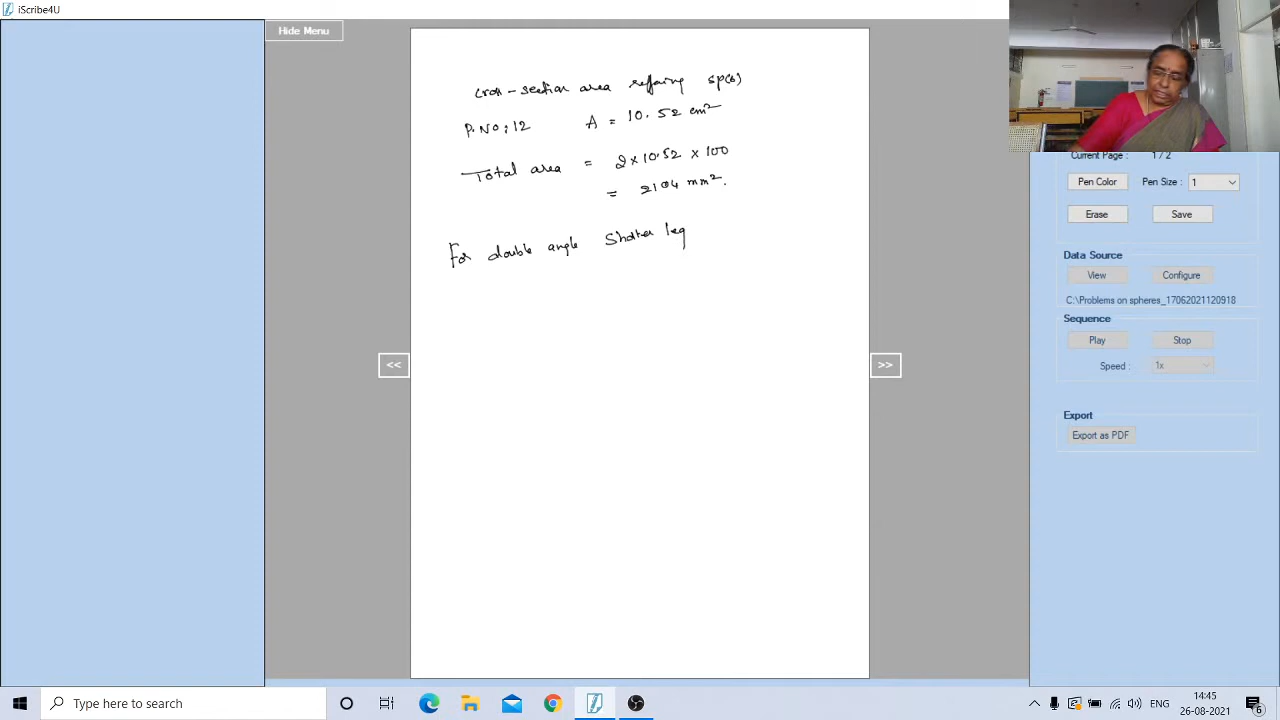 iScribe4U
Hide Menu
cross-section area refering sp(6)
P.No:12 A = 10.52 cm²
Total area = 2 x 10.52 x 100
= 2104 mm².
For double angle Shorter leg
<<
>>
Current Page : 1 / 2
Pen Color Pen Size : 1
Erase Save
Data Source
View Configure
C:\Problems on spheres_17062021120918
Sequence
Play Stop
Speed : 1x
Export
Export as PDF
Type here to search
ENG
14:45
26-08-2021
6